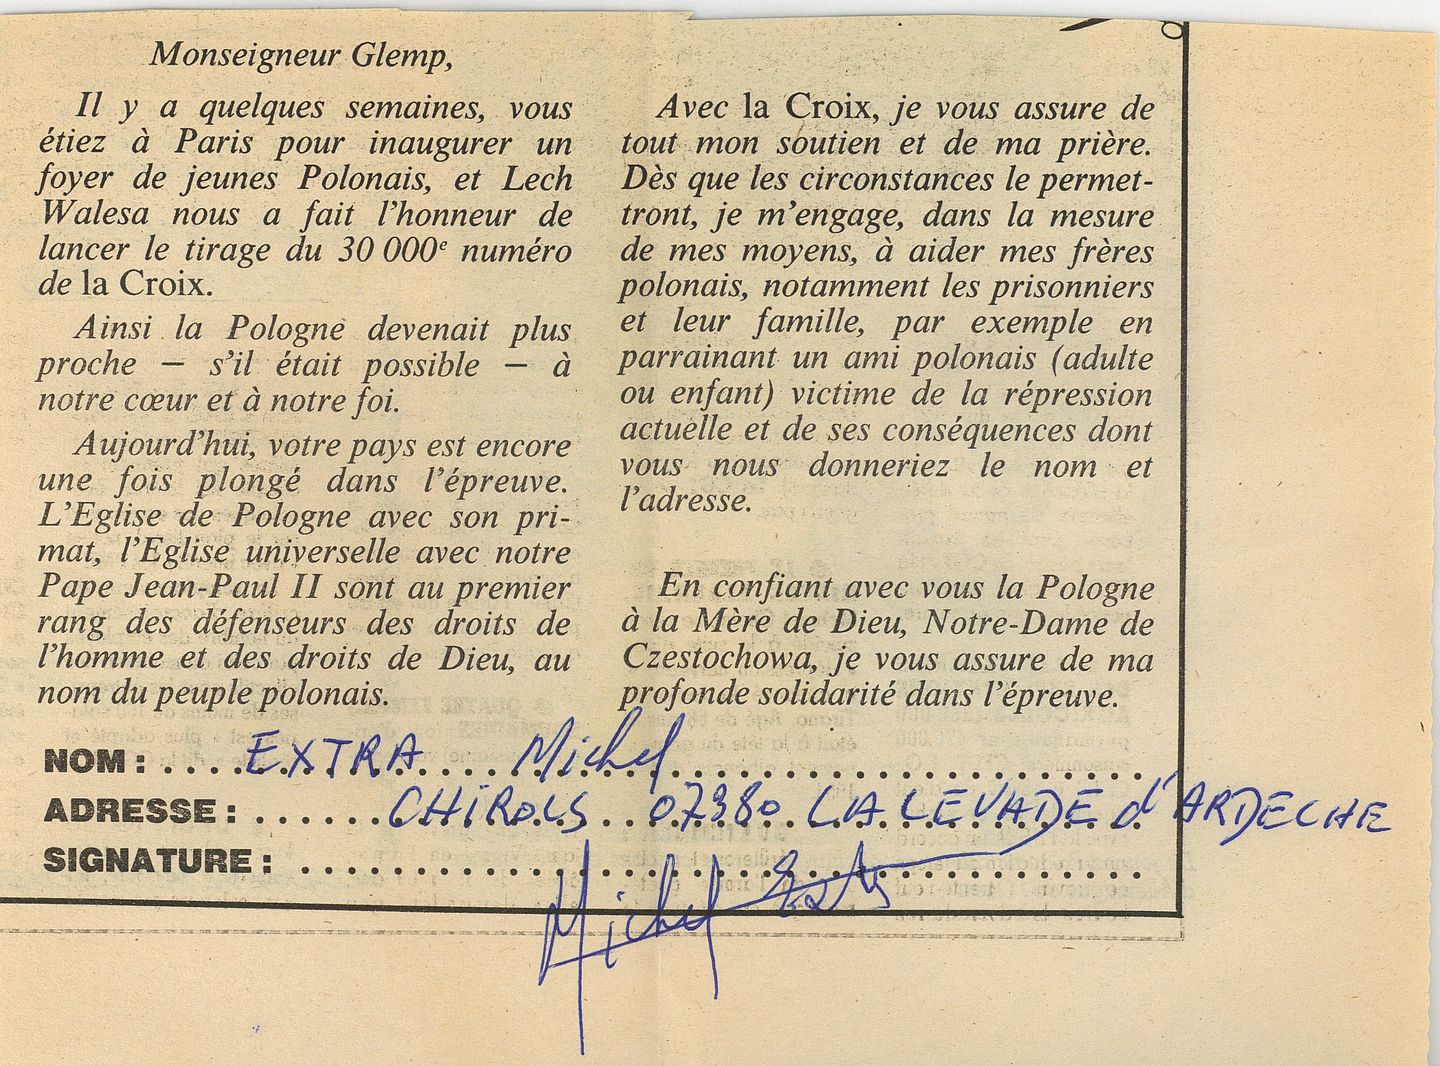 Monseigneur Glemp,
Il y a quelques semaines, vous
étiez à Paris pour inaugurer un
foyer de jeunes Polonais, et Lech
Walesa nous a fait l'honneur de
lancer le tirage du 30 000e numéro
de la Croix.
Ainsi la Pologne devenait plus
proche — s'il était possible — à
notre cœur et à notre foi.
Aujourd'hui, votre pays est encore
une fois plongé dans l'épreuve.
L'Eglise de Pologne avec son pri-
mat, l'Eglise universelle avec notre
Pape Jean-Paul II sont au premier
rang des défenseurs des droits de
l'homme et des droits de Dieu, au
nom du peuple polonais.
Avec la Croix, je vous assure de
tout mon soutien et de ma prière.
Dès que les circonstances le permet-
tront, je m'engage, dans la mesure
de mes moyens, à aider mes frères
polonais, notamment les prisonniers
et leur famille, par exemple en
parrainant un ami polonais (adulte
ou enfant) victime de la répression
actuelle et de ses conséquences dont
vous nous donneriez le nom et
l'adresse.
En confiant avec vous la Pologne
à la Mère de Dieu, Notre-Dame de
Czestochowa, je vous assure de ma
profonde solidarité dans l'épreuve.
NOM : EXTRA Michel
ADRESSE : CHIROLS 07380 LA LEVADE d'ARDECHE
SIGNATURE :
Michel Extra